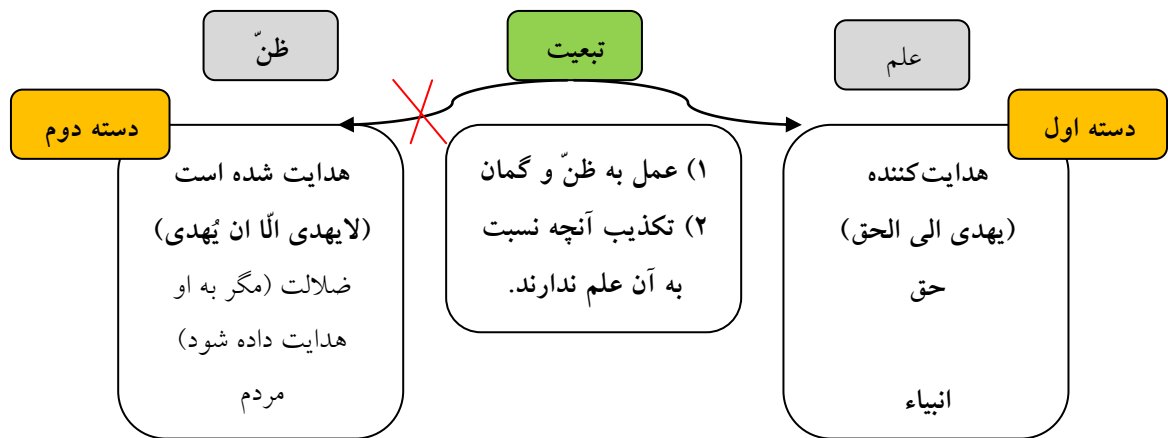 علم
تبعیت
ظنّ
دسته اول
هدایت‌کننده
(یهدی الی الحق)
حق
انبیاء
۱) عمل به ظنّ و گمان
۲) تکذیب آنچه نسبت
به آن علم ندارند.
دسته دوم
هدایت شده است
(لایهدی الّا ان یُهدی)
ضلالت (مگر به او
هدایت داده شود)
مردم